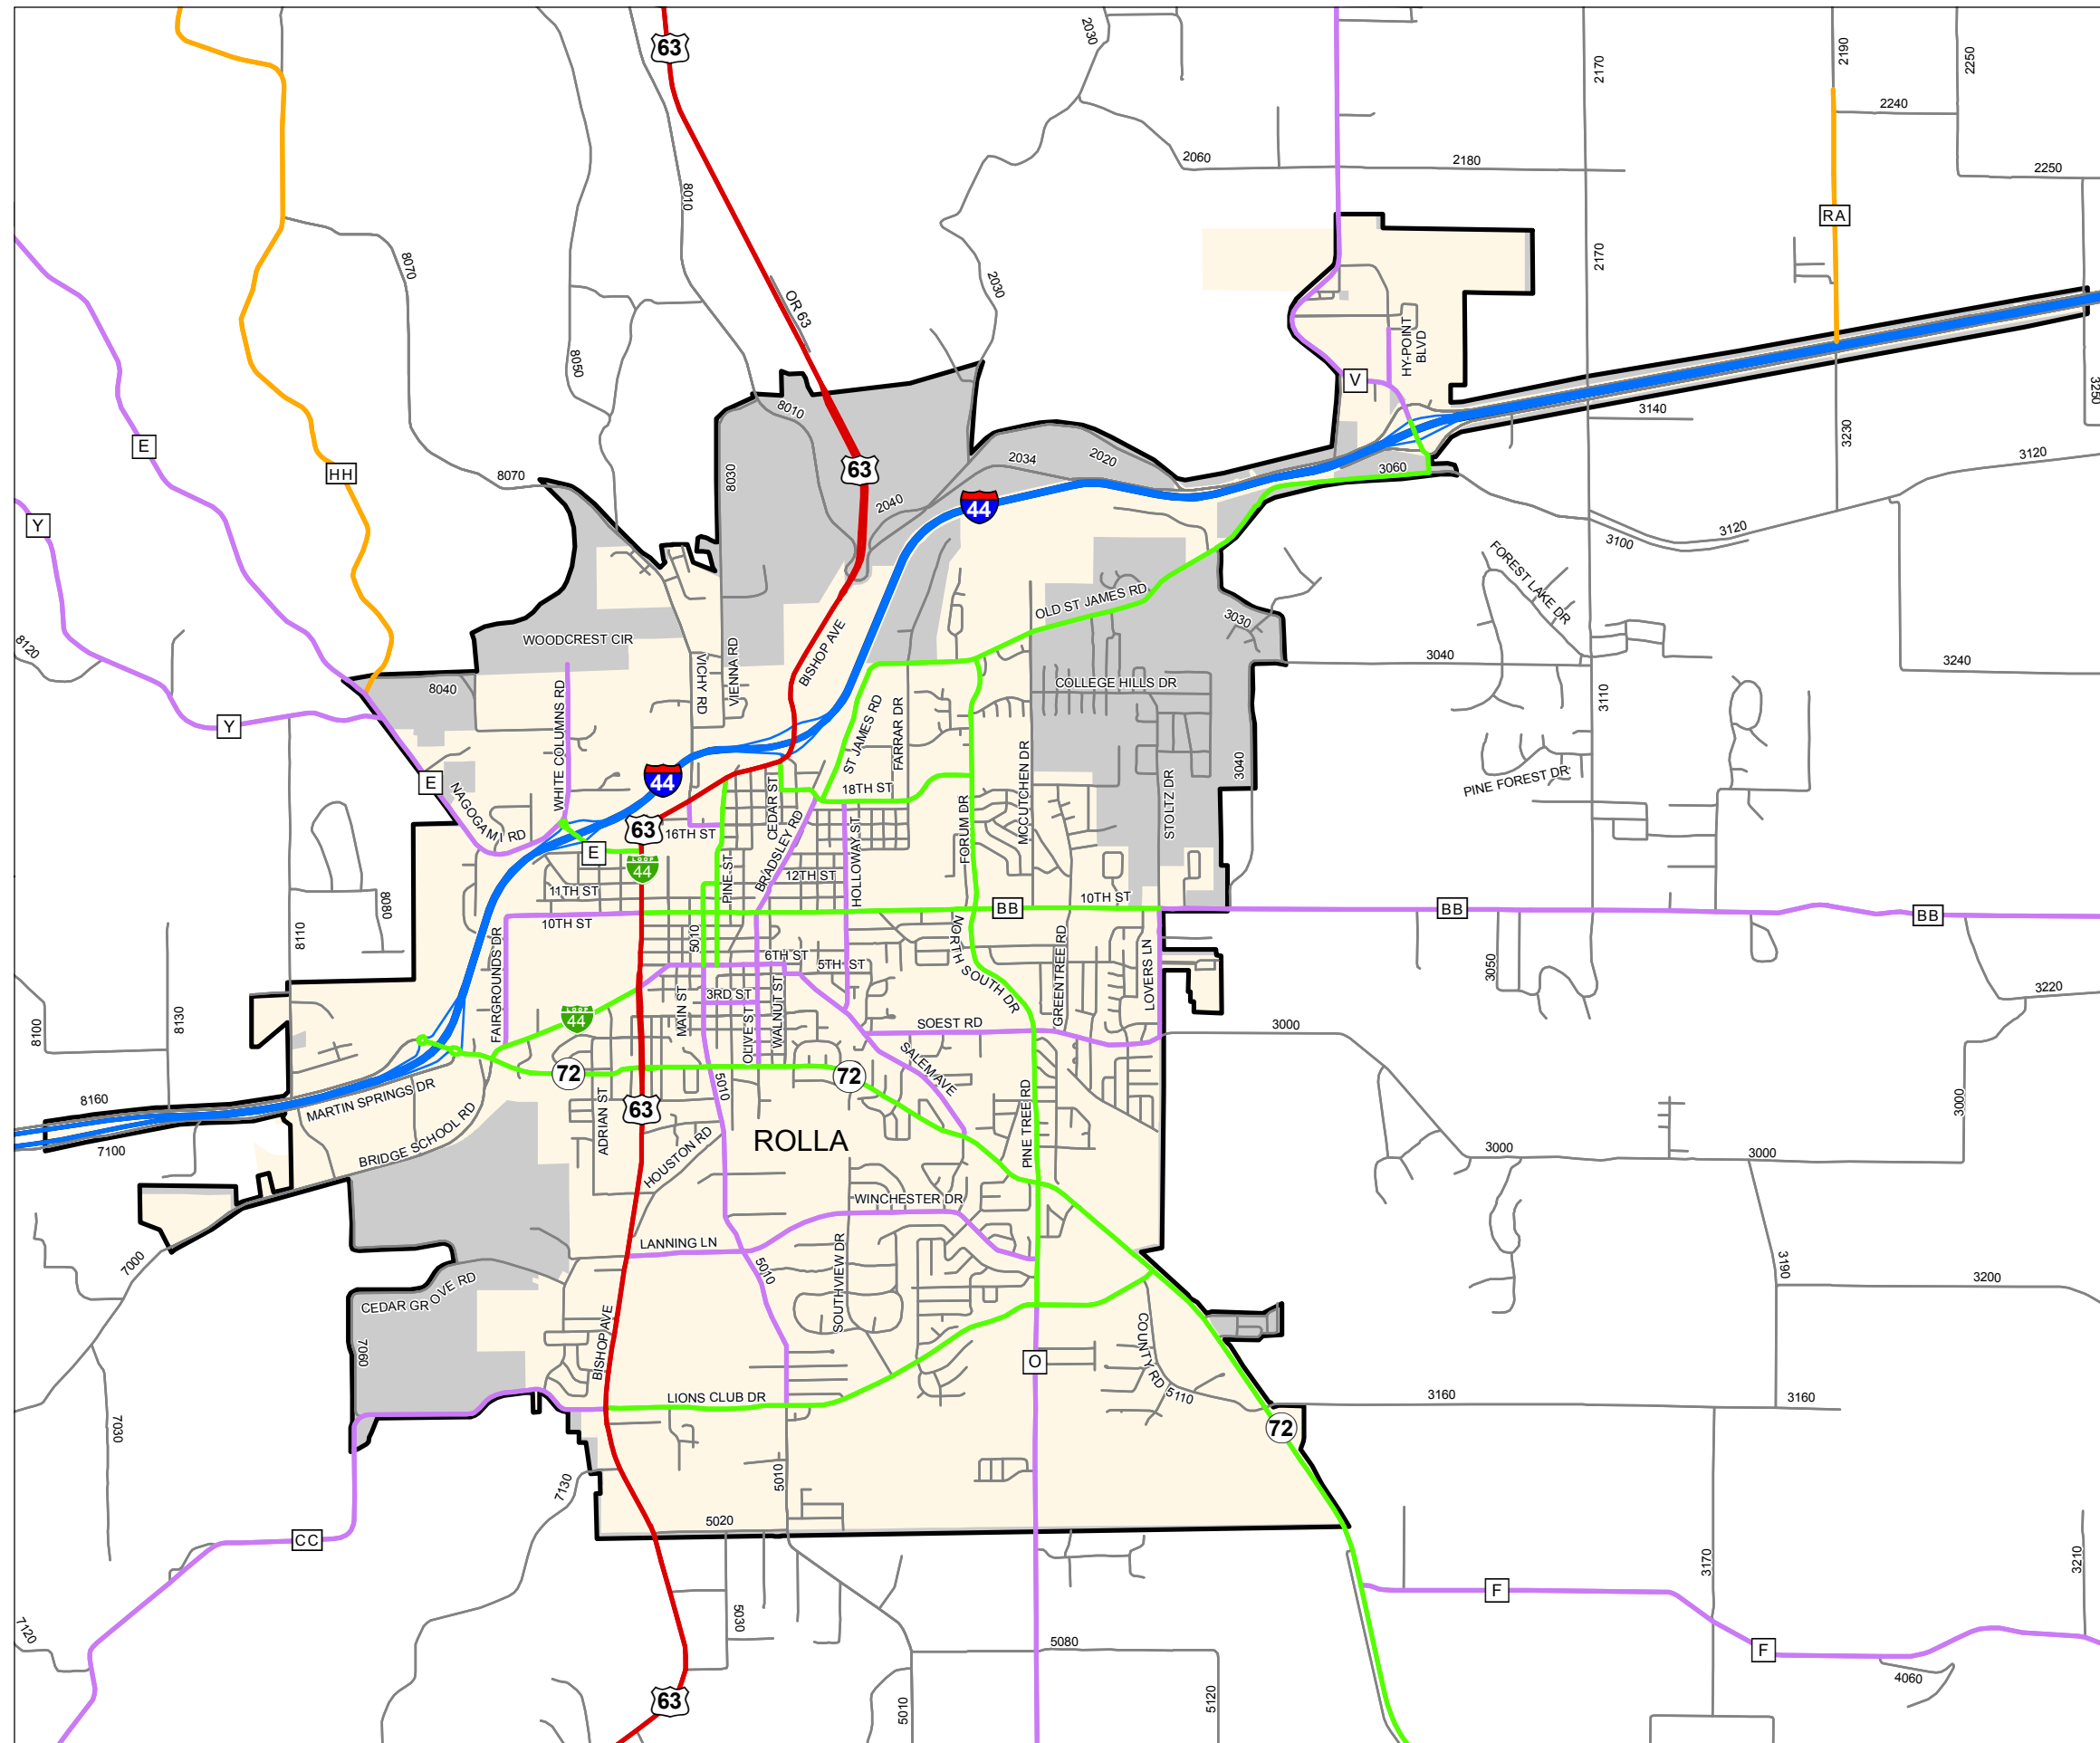 63
2030
2170
2190
2250
2240
2060
2180
2250
8010
RA
8070
2030
2170
OR 63
HY-POINT
BLVD
8050
V
3250
8010
3140
E
3230
63
2034
2020
3060
3120
HH
8070
8030
2040
44
Y
3120
3100
FOREST LAKE DR
OLD ST JAMES RD
3030
8120
WOODCREST CIR
BISHOP AVE
VICHY RD
VIENNA RD
3040
3240
8040
COLLEGE HILLS DR
WHITE COLUMNS RD
3110
Y
ST JAMES RD
FARRAR DR
MCCUTCHEN DR
3040
E
44
PINE FOREST DR
18TH ST
NAGOGAMI RD
CEDAR ST
STOLTZ DR
63
16TH ST
BRADSLEY RD
HOLLOWAY ST
FORUM DR
E
LOOP
44
PINE ST
12TH ST
11TH ST
10TH ST
BB
BB
BB
8080
10TH ST
8110
5010
NORTH SOUTH DR
GREENTREE RD
FAIRGROUNDS DR
6TH ST
5TH ST
LOVERS LN
3050
3220
3RD ST
MAIN ST
OLIVE ST
WALNUT ST
LOOP
44
8100
8130
SOEST RD
3000
SALEM AVE
72
72
5010
PINE TREE RD
8160
MARTIN SPRINGS DR
63
3000
ADRIAN ST
BRIDGE SCHOOL RD
HOUSTON RD
ROLLA
7100
3000
3000
WINCHESTER DR
7000
LANNING LN
5010
SOUTHVIEW DR
3190
3200
CEDAR GROVE RD
BISHOP AVE
7060
COUNTY RD 5110
O
LIONS CLUB DR
3160
3160
7030
72
5010
7130
5020
CC
3170
3210
F
7120
5030
5080
F
4060
63
5010
5120